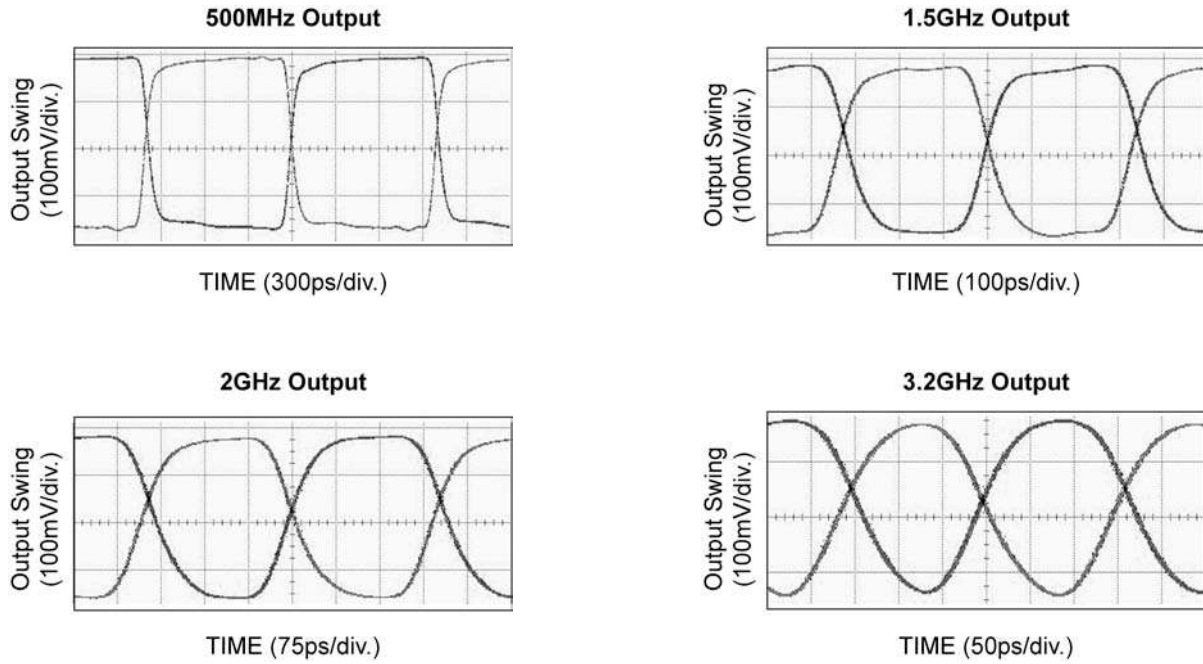 500MHz Output
Output Swing
(100mV/div.)
TIME (300ps/div.)
1.5GHz Output
Output Swing
(100mV/div.)
TIME (100ps/div.)
2GHz Output
Output Swing
(100mV/div.)
TIME (75ps/div.)
3.2GHz Output
Output Swing
(100mV/div.)
TIME (50ps/div.)